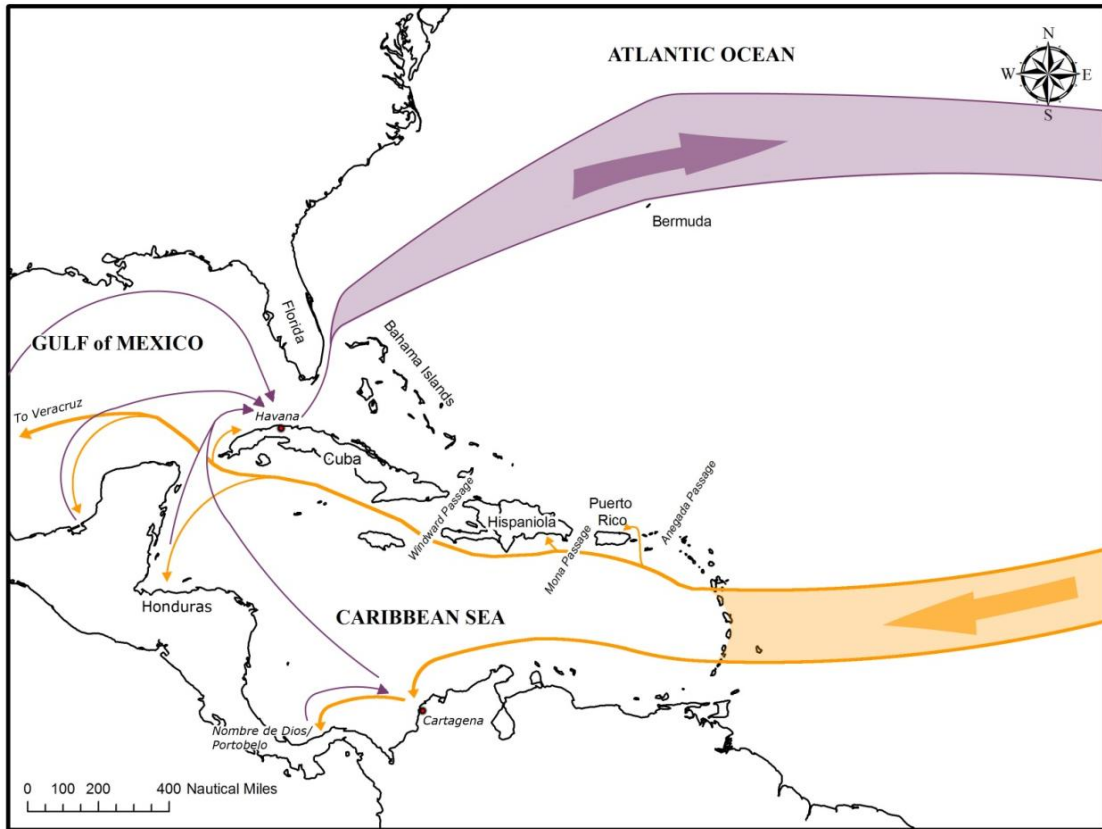 ATLANTIC OCEAN
N
W E
S
Bermuda
Florida
GULF of MEXICO
Bahama Islands
To Veracruz
Havana
Cuba
Windward Passage
Hispaniola
Mona Passage
Puerto
Rico
Anegada Passage
Honduras
CARIBBEAN SEA
Cartagena
Nombre de Dios/
Portobelo
0 100 200 400 Nautical Miles